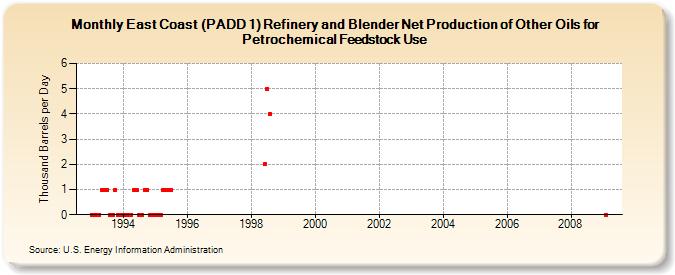 Monthly East Coast (PADD 1) Refinery and Blender Net Production of Other Oils for
Petrochemical Feedstock Use
Thousand Barrels per Day
6
5
4
3
2
1
0
1994 1996 1998 2000 2002 2004 2006 2008
Source: U.S. Energy Information Administration